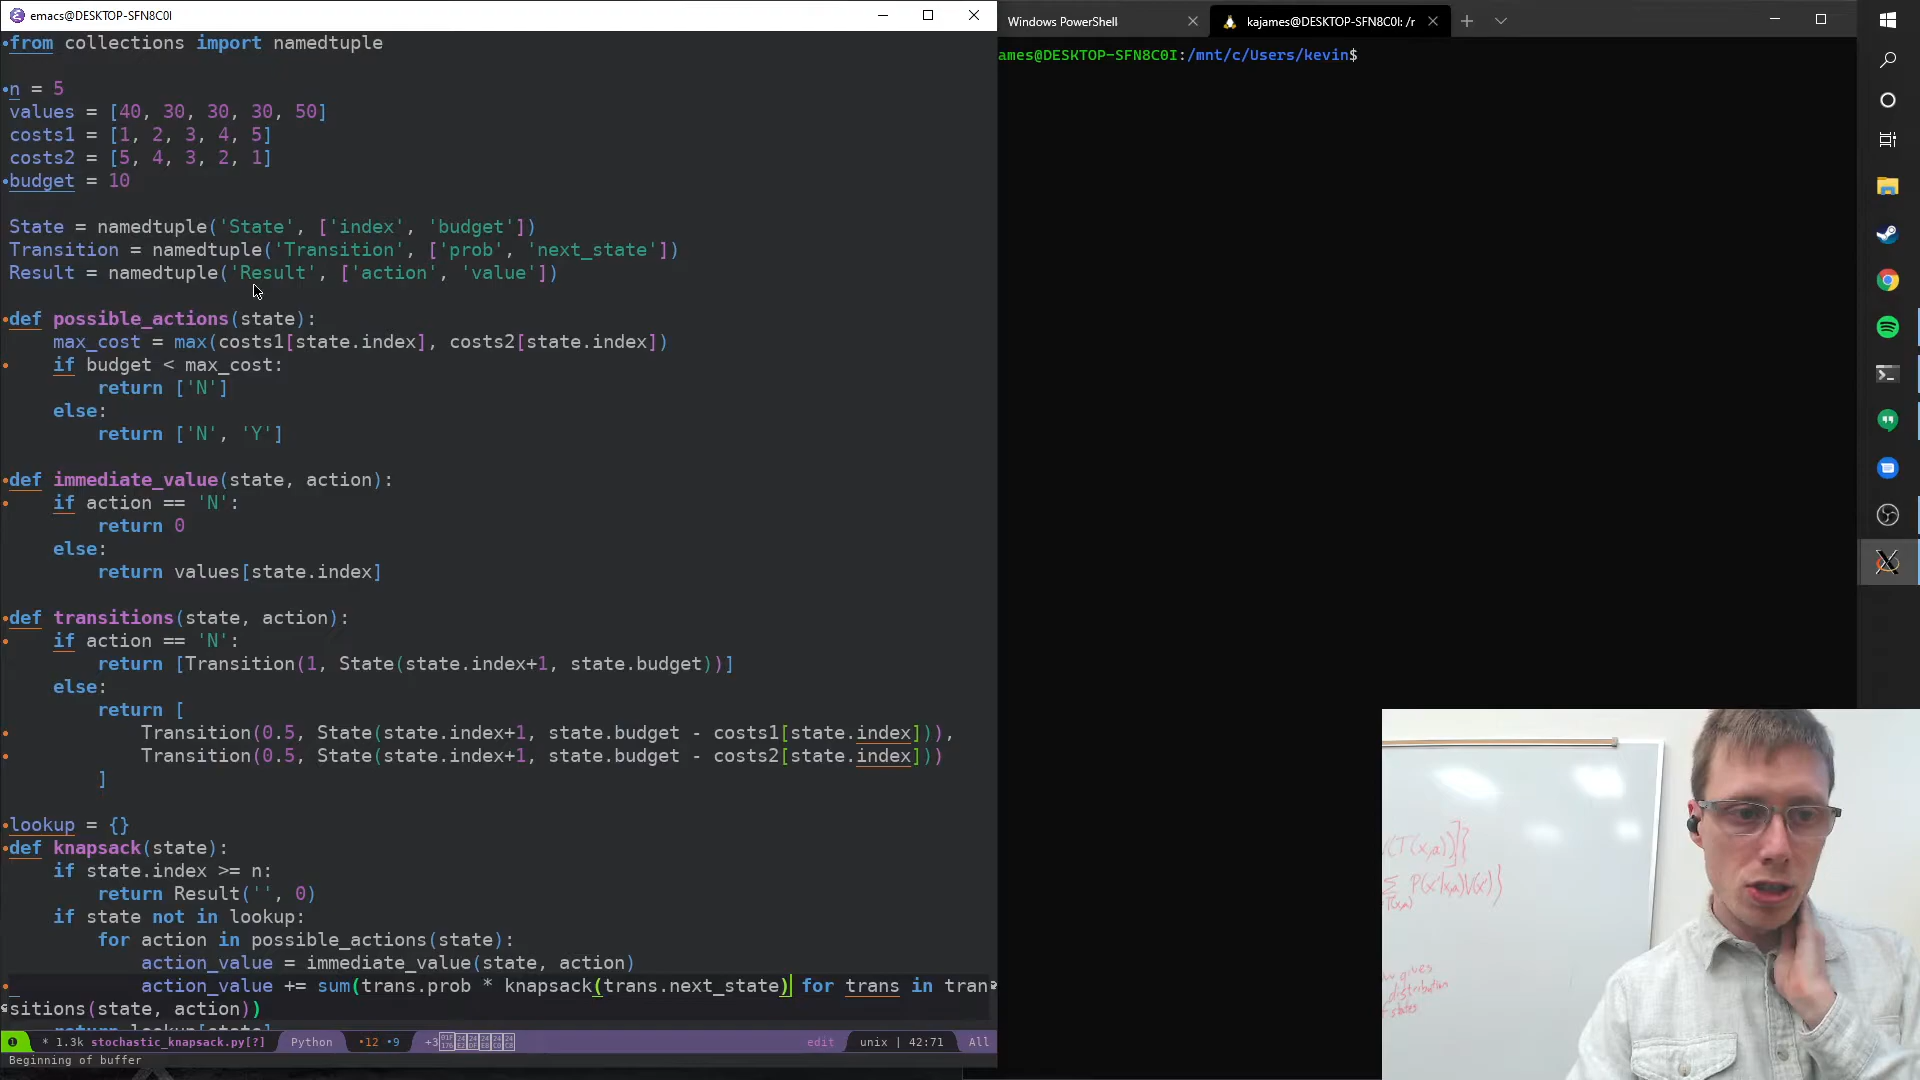 emacs@DESKTOP-SFN8C0I
Windows PowerShell
kajames@DESKTOP-SFN8C0I: /r
ames@DESKTOP-SFN8C0I:/mnt/c/Users/kevin$
from collections import namedtuple
n = 5
values = [40, 30, 30, 30, 50]
costs1 = [1, 2, 3, 4, 5]
costs2 = [5, 4, 3, 2, 1]
budget = 10
State = namedtuple('State', ['index', 'budget'])
Transition = namedtuple('Transition', ['prob', 'next_state'])
Result = namedtuple('Result', ['action', 'value'])
def possible_actions(state):
max_cost = max(costs1[state.index], costs2[state.index])
if budget < max_cost:
return ['N']
else:
return ['N', 'Y']
def immediate_value(state, action):
if action == 'N':
return 0
else:
return values[state.index]
def transitions(state, action):
if action == 'N':
return [Transition(1, State(state.index+1, state.budget))]
else:
return [
Transition(0.5, State(state.index+1, state.budget - costs1[state.index])),
Transition(0.5, State(state.index+1, state.budget - costs2[state.index]))
]
lookup = {}
def knapsack(state):
if state.index >= n:
return Result('', 0)
if state not in lookup:
for action in possible_actions(state):
action_value = immediate_value(state, action)
action_value += sum(trans.prob * knapsack(trans.next_state) for trans in tran
sitions(state, action))
return lookup[state]
* 1.3k stochastic_knapsack.py[?] Python •12 •9 +3 edit unix | 42:71 All
Beginning of buffer
(T(x,a))]}
Σ P(x'|x,a)V(x')}
gives
distribution
states